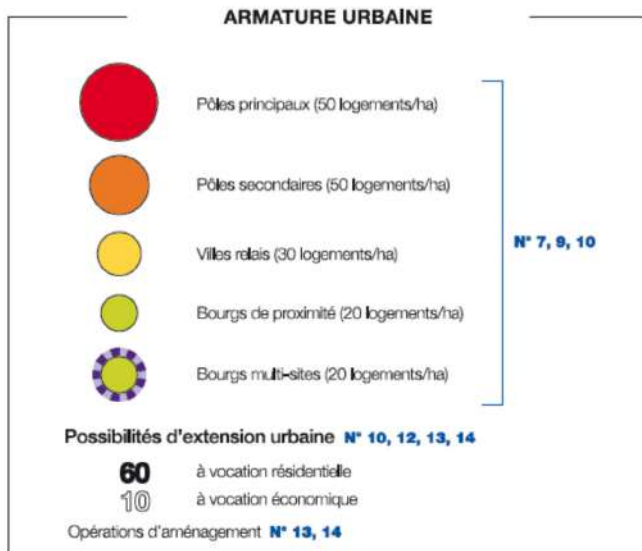 ARMATURE URBAINE
Pôles principaux (50 logements/ha)
Pôles secondaires (50 logements/ha)
N° 7, 9, 10
Villes relais (30 logements/ha)
Bourgs de proximité (20 logements/ha)
Bourgs multi-sites (20 logements/ha)
Possibilités d'extension urbaine N° 10, 12, 13, 14
60 à vocation résidentielle
10 à vocation économique
Opérations d'aménagement N° 13, 14